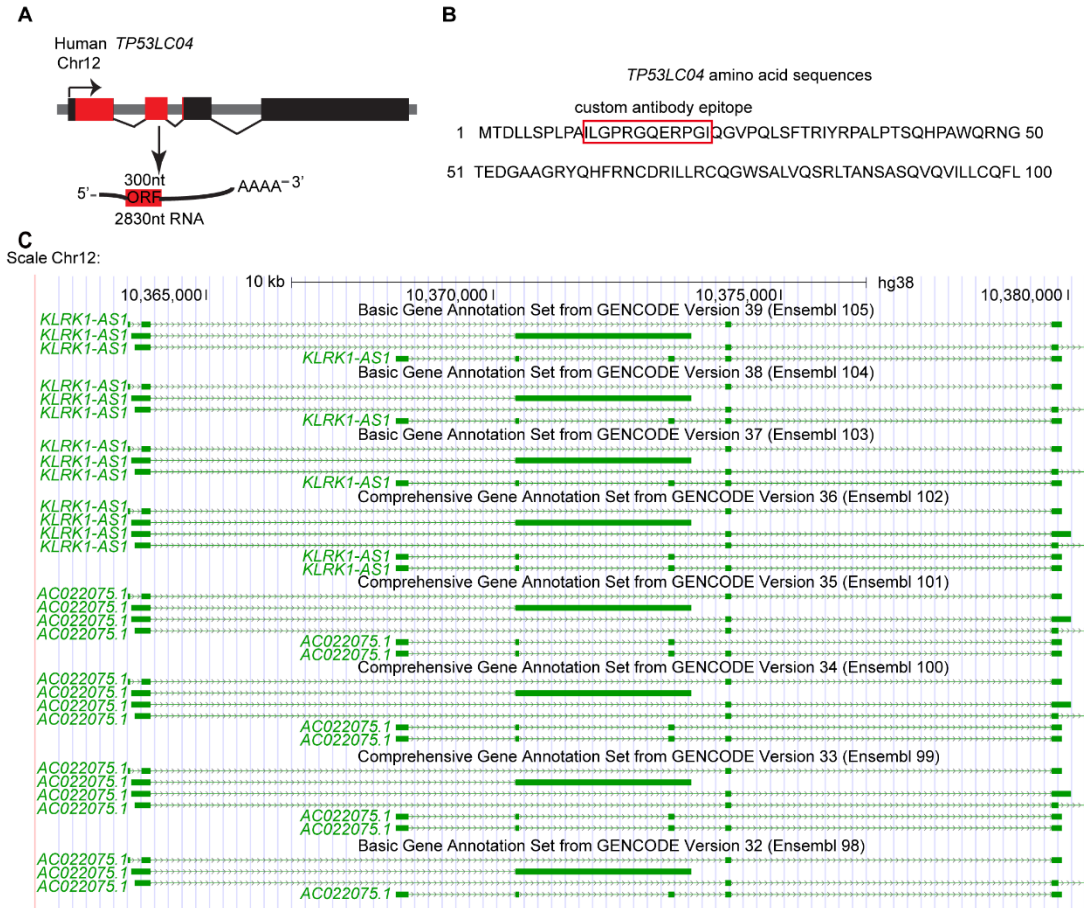 A
Human TP53LC04
Chr12
300nt
5'- ORF AAAA-3'
2830nt RNA
B
TP53LC04 amino acid sequences
custom antibody epitope
1 MTDLLSPLPAILGPRGQERPGIQGVPQLSFTRIYRPALPTSQHPAWQRNG 50
51 TEDGAAGRYQHFRNCDRILLRCQGWSALVQSRLTANSASQVQVILLCQFL 100
C
Scale Chr12:
10 kb hg38
10,365,000 10,370,000 10,375,000 10,380,000
Basic Gene Annotation Set from GENCODE Version 39 (Ensembl 105)
KLRK1-AS1
KLRK1-AS1
KLRK1-AS1
KLRK1-AS1
Basic Gene Annotation Set from GENCODE Version 38 (Ensembl 104)
KLRK1-AS1
KLRK1-AS1
KLRK1-AS1
KLRK1-AS1
Basic Gene Annotation Set from GENCODE Version 37 (Ensembl 103)
KLRK1-AS1
KLRK1-AS1
KLRK1-AS1
KLRK1-AS1
Comprehensive Gene Annotation Set from GENCODE Version 36 (Ensembl 102)
KLRK1-AS1
KLRK1-AS1
KLRK1-AS1
KLRK1-AS1
KLRK1-AS1
KLRK1-AS1
Comprehensive Gene Annotation Set from GENCODE Version 35 (Ensembl 101)
AC022075.1
AC022075.1
AC022075.1
AC022075.1
AC022075.1
AC022075.1
Comprehensive Gene Annotation Set from GENCODE Version 34 (Ensembl 100)
AC022075.1
AC022075.1
AC022075.1
AC022075.1
AC022075.1
AC022075.1
Comprehensive Gene Annotation Set from GENCODE Version 33 (Ensembl 99)
AC022075.1
AC022075.1
AC022075.1
AC022075.1
AC022075.1
AC022075.1
Basic Gene Annotation Set from GENCODE Version 32 (Ensembl 98)
AC022075.1
AC022075.1
AC022075.1
AC022075.1